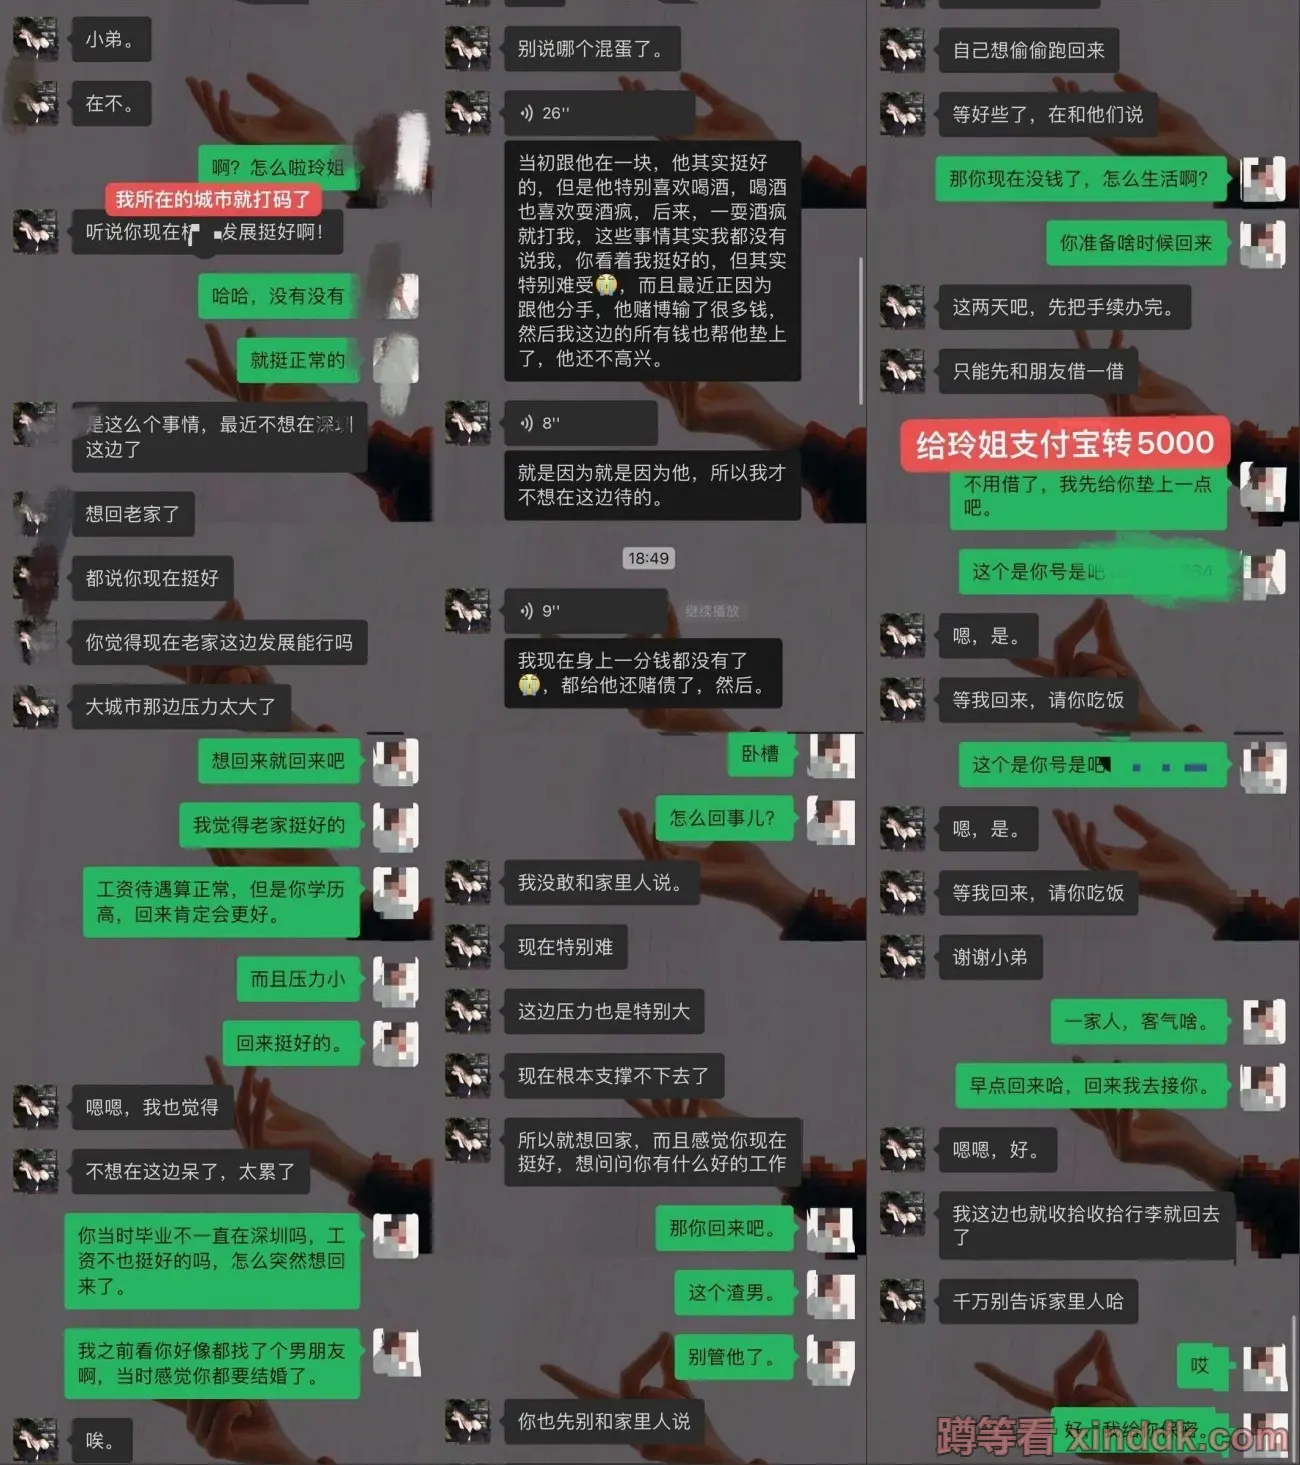 小弟。
在不。
啊？怎么啦玲姐
我所在的城市就打码了
听说你现在
发展挺好啊！
哈哈，没有没有
就挺正常的
是这么个事情，最近不想在深圳
这边了
想回老家了
都说你现在挺好
你觉得现在老家这边发展能行吗
大城市那边压力太大了
想回来就回来吧
我觉得老家挺好的
工资待遇算正常，但是你学历
高，回来肯定会更好。
而且压力小
回来挺好的。
嗯嗯，我也觉得
不想在这边呆了，太累了
你当时毕业不一直在深圳吗，工
资不也挺好的吗，怎么突然想回
来了。
我之前看你好像都找了个男朋友
啊，当时感觉你都要结婚了。
唉。
别说哪个混蛋了。
26''
当初跟他在一块，他其实挺好
的，但是他特别喜欢喝酒，喝酒
也喜欢耍酒疯，后来，一耍酒疯
就打我，这些事情其实我都没有
说我，你看着我挺好的，但其实
特别难受😭，而且最近正因为
跟他分手，他赌博输了很多钱，
然后我这边的所有钱也帮他垫上
了，他还不高兴。
8''
就是因为就是因为他，所以我才
不想在这边待的。
18:49
9''
继续播放
我现在身上一分钱都没有了
😭，都给他还赌债了，然后。
卧槽
怎么回事儿？
我没敢和家里人说。
现在特别难
这边压力也是特别大
现在根本支撑不下去了
所以就想回家，而且感觉你现在
挺好，想问问你有什么好的工作
那你回来吧。
这个渣男。
别管他了。
你也先别和家里人说
自己想偷偷跑回来
等好些了，在和他们说
那你现在没钱了，怎么生活啊？
你准备啥时候回来
这两天吧，先把手续办完。
只能先和朋友借一借
给玲姐支付宝转5000
不用借了，我先给你垫上一点
吧。
这个是你号是吧
嗯，是。
等我回来，请你吃饭
这个是你号是吧
嗯，是。
等我回来，请你吃饭
谢谢小弟
一家人，客气啥。
早点回来哈，回来我去接你。
嗯嗯，好。
我这边也就收拾收拾行李就回去
了
千万别告诉家里人哈
哎
好，我给你保密。
蹲等看 xinddk.com